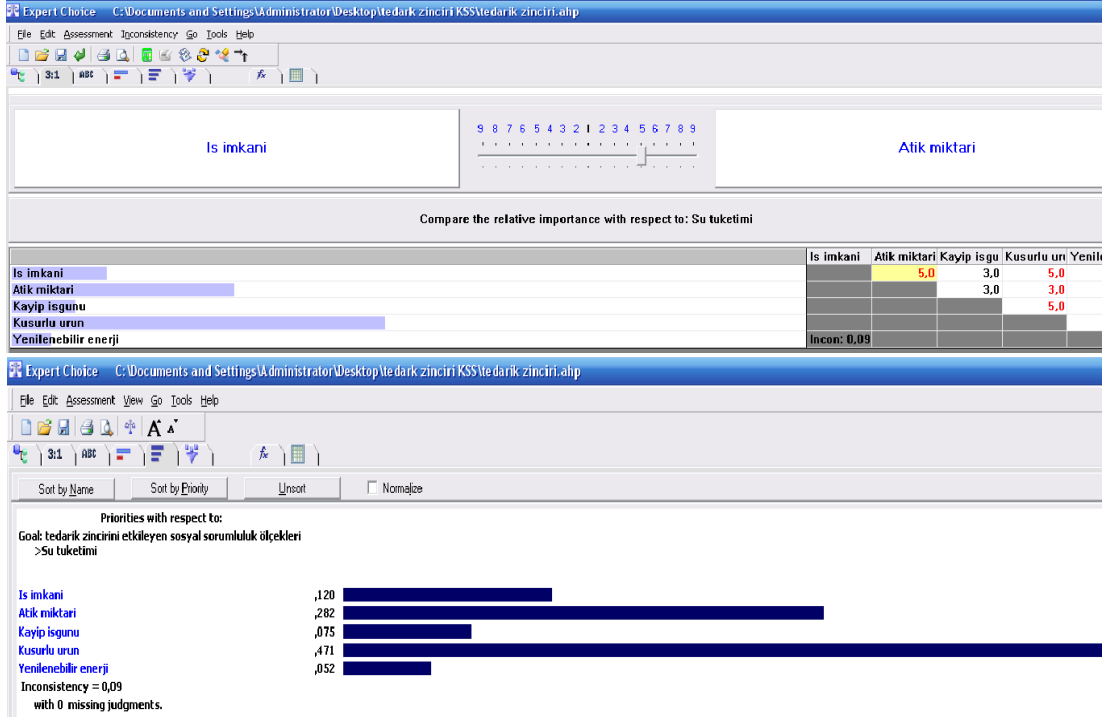 Expert Choice C:\Documents and Settings\Administrator\Desktop\tedark zinciri KSS\tedarik zinciri.ahp
File Edit Assessment Inconsistency Go Tools Help
3:1 ABC fx
9 8 7 6 5 4 3 2 1 2 3 4 5 6 7 8 9
Is imkani Atik miktari
Compare the relative importance with respect to: Su tuketimi
Is imkani Atik miktari Kayip isgu Kusurlu uru Yenile
Is imkani 5,0 3,0 5,0
Atik miktari 3,0 3,0
Kayip isgunu 5,0
Kusurlu urun
Yenilenebilir enerji Incon: 0,09
Expert Choice C:\Documents and Settings\Administrator\Desktop\tedark zinciri KSS\tedarik zinciri.ahp
File Edit Assessment View Go Tools Help
A A
3:1 ABC fx
Sort by Name Sort by Priority Unsort Normalize
Priorities with respect to:
Goal: tedarik zincirini etkileyen sosyal sorumluluk ölçekleri
>Su tuketimi
Is imkani ,120
Atik miktari ,282
Kayip isgunu ,075
Kusurlu urun ,471
Yenilenebilir enerji ,052
Inconsistency = 0,09
with 0 missing judgments.